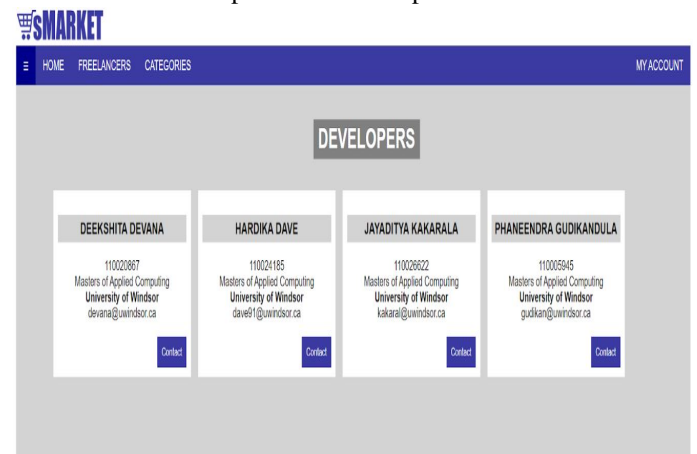 sMARKET
☰ HOME FREELANCERS CATEGORIES MY ACCOUNT
DEVELOPERS
DEEKSHITA DEVANA
110020867
Masters of Applied Computing
University of Windsor
devana@uwindsor.ca
Contact
HARDIKA DAVE
110024185
Masters of Applied Computing
University of Windsor
dave91@uwindsor.ca
Contact
JAYADITYA KAKARALA
110026622
Masters of Applied Computing
University of Windsor
kakaral@uwindsor.ca
Contact
PHANEENDRA GUDIKANDULA
110005945
Masters of Applied Computing
University of Windsor
gudikan@uwindsor.ca
Contact